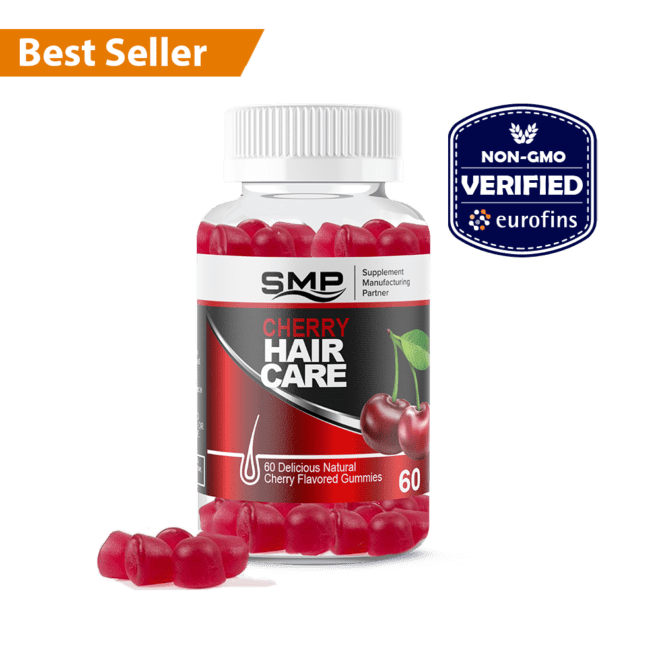 Best Seller
NON-GMO
VERIFIED
eurofins
SMP
Supplement
Manufacturing
Partner
CHERRY
HAIR
CARE
60 Delicious Natural
Cherry Flavored Gummies
60